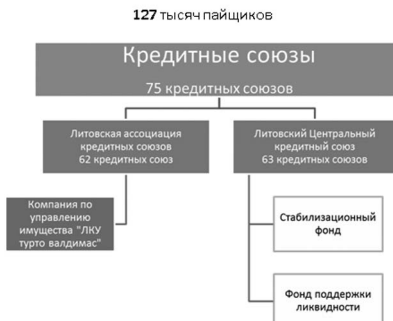 127 тысяч пайщиков
Кредитные союзы
75 кредитных союзов
Литовская ассоциация
кредитных союзов
62 кредитных союз
Литовский Центральный
кредитный союз
63 кредитных союзов
Компания по
управлению
имущества "ЛКУ
турто валдимас"
Стабилизационный
фонд
Фонд поддержки
ликвидности